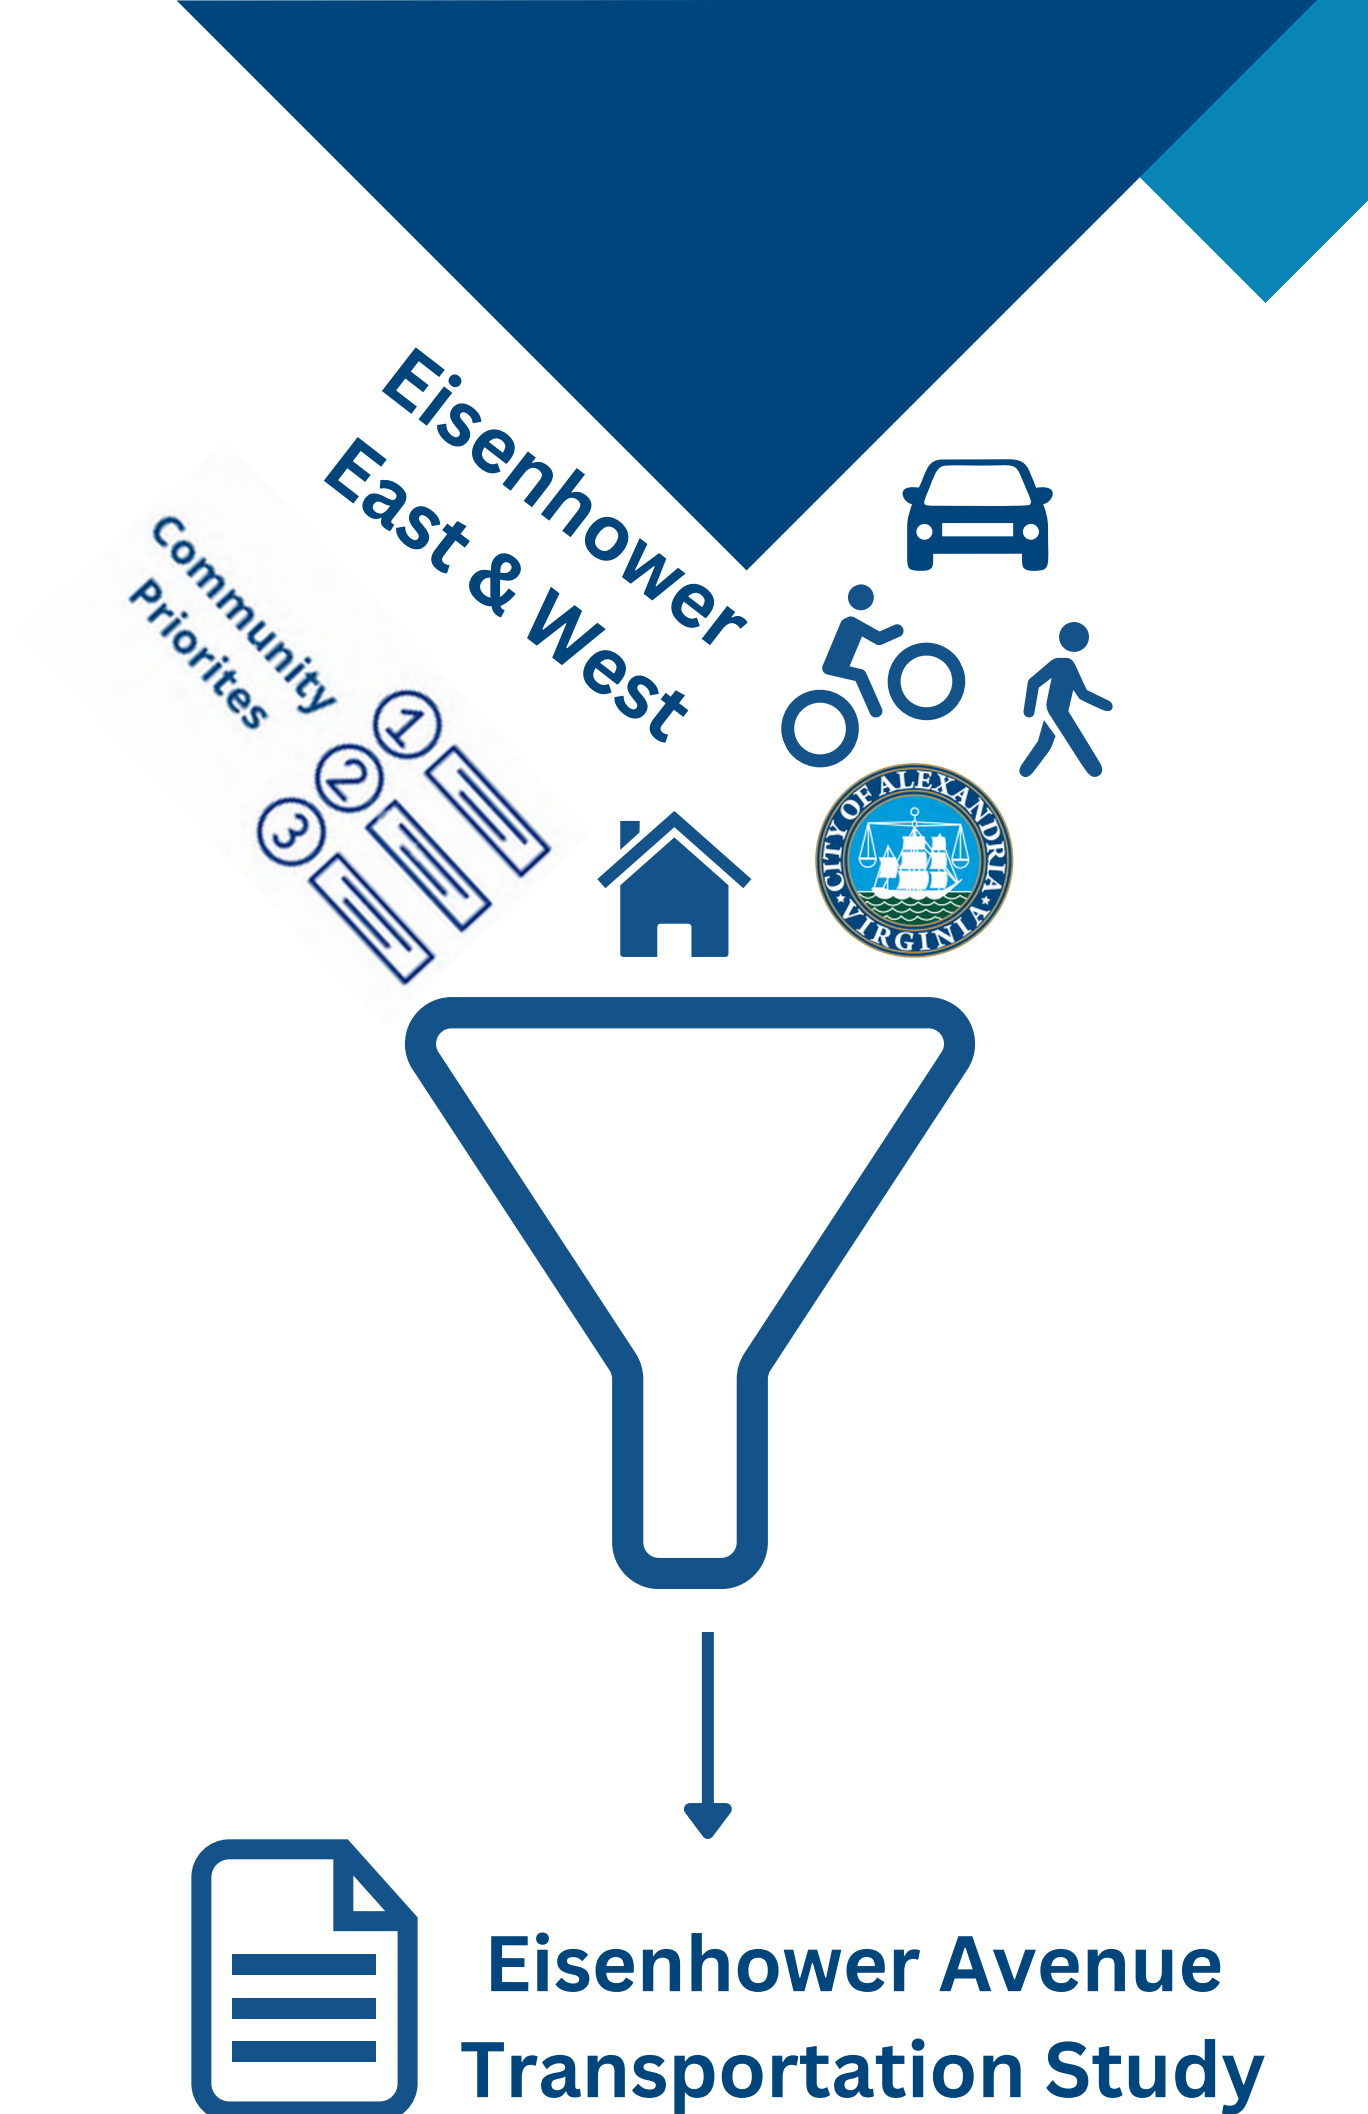 Eisenhower
East & West
Community
Priorites
1
2
3
CITY OF ALEXANDRIA
VIRGINIA
Eisenhower Avenue
Transportation Study